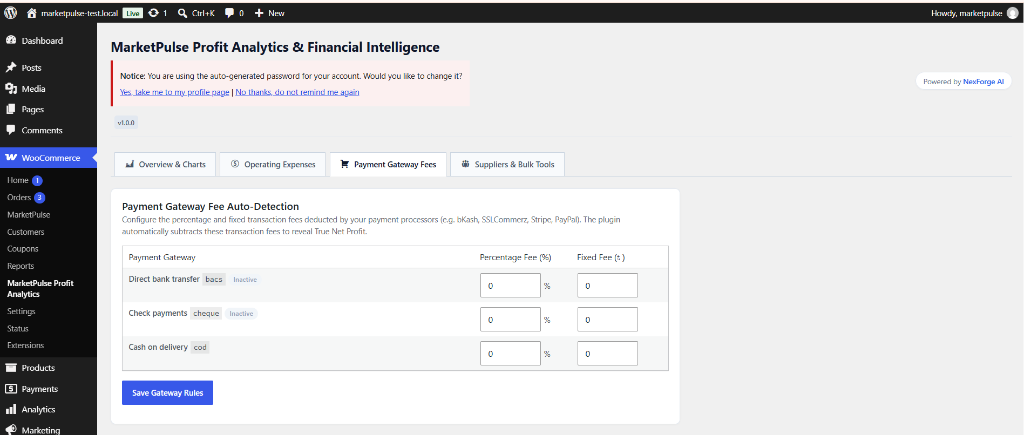 marketpulse-test.local Live 1 Ctrl+K 0 New Howdy, marketpulse
Dashboard
Posts
Media
Pages
Comments
WooCommerce
Home 1
Orders 3
MarketPulse
Customers
Coupons
Reports
MarketPulse Profit
Analytics
Settings
Status
Extensions
Products
Payments
Analytics
Marketing
MarketPulse Profit Analytics & Financial Intelligence
Notice: You are using the auto-generated password for your account. Would you like to change it?
Yes, take me to my profile page | No thanks, do not remind me again
Powered by NexForge AI
v1.0.0
Overview & Charts Operating Expenses Payment Gateway Fees Suppliers & Bulk Tools
Payment Gateway Fee Auto-Detection
Configure the percentage and fixed transaction fees deducted by your payment processors (e.g. bKash, SSLCommerz, Stripe, PayPal). The plugin
automatically subtracts these transaction fees to reveal True Net Profit.
Payment Gateway Percentage Fee (%) Fixed Fee (৳)
Direct bank transfer bacs Inactive 0 % 0
Check payments cheque Inactive 0 % 0
Cash on delivery cod 0 % 0
Save Gateway Rules